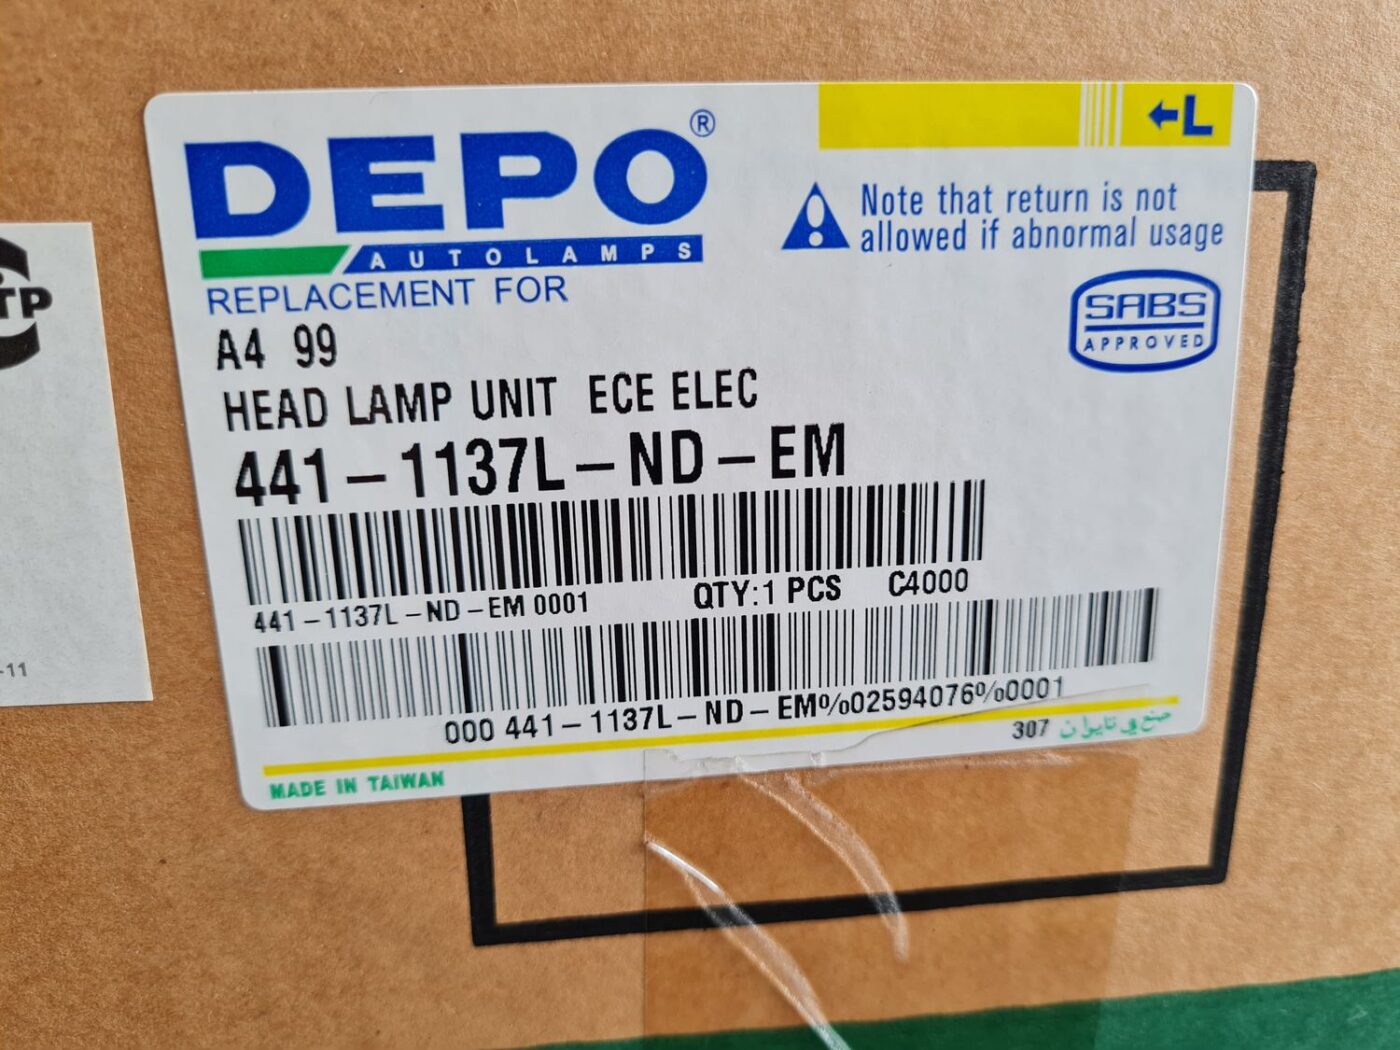 DEPO®
AUTOLAMPS
←L
Note that return is not
allowed if abnormal usage
SABS
APPROVED
REPLACEMENT FOR
A4 99
HEAD LAMP UNIT ECE ELEC
441-1137L-ND-EM
441-1137L-ND-EM 0001 QTY:1 PCS C4000
000 441-1137L-ND-EM%02594076%0001
MADE IN TAIWAN
307 صنع في تايوان
TP
-11